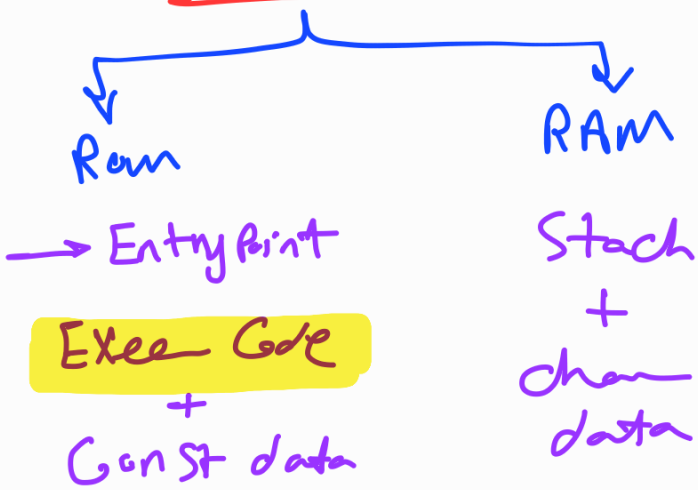 Rom
RAM
→ Entry Point
Exec Code
+
Const data
Stack
+
data